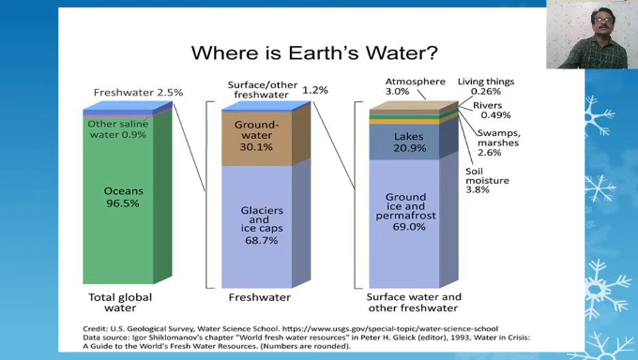 Where is Earth's Water?
Freshwater 2.5%
Other saline
water 0.9%
Oceans
96.5%
Total global
water
Surface/other
freshwater 1.2%
Ground-
water
30.1%
Glaciers
and
ice caps
68.7%
Freshwater
Atmosphere
3.0%
Living things
0.26%
Rivers
0.49%
Swamps,
marshes
2.6%
Soil
moisture
3.8%
Lakes
20.9%
Ground
ice and
permafrost
69.0%
Surface water and
other freshwater
Credit: U.S. Geological Survey, Water Science School. https://www.usgs.gov/special-topic/water-science-school
Data source: Igor Shiklomanov's chapter "World fresh water resources" in Peter H. Gleick (editor), 1993, Water in Crisis:
A Guide to the World's Fresh Water Resources. (Numbers are rounded).